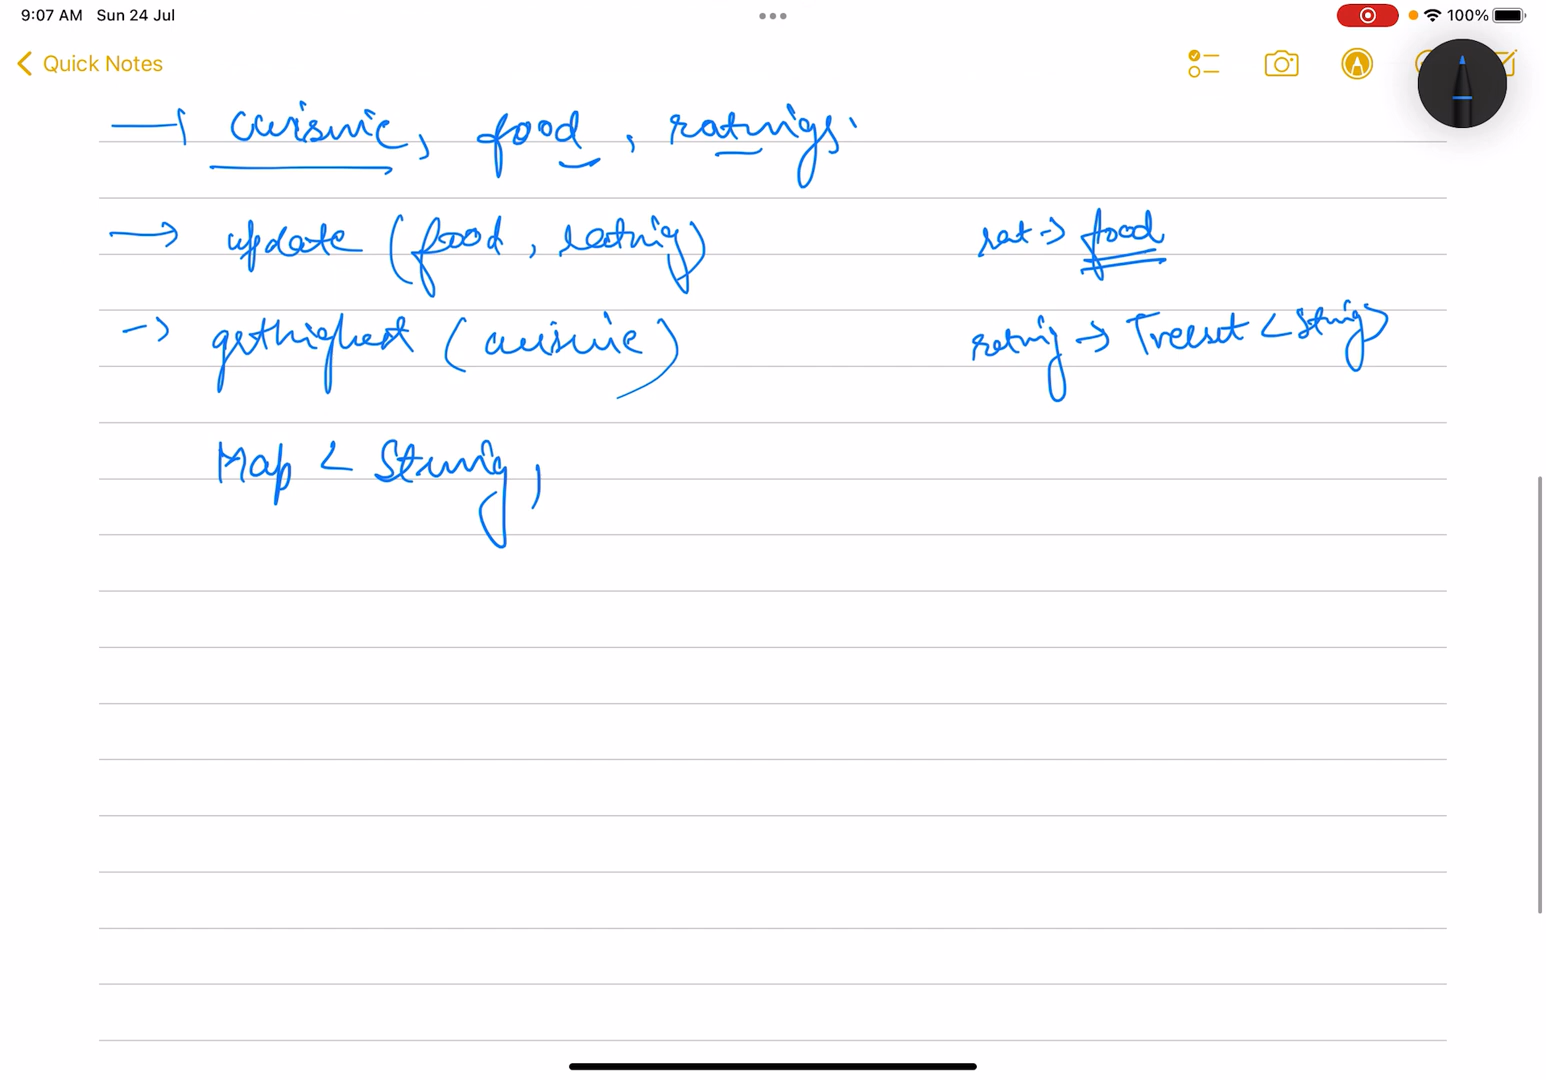 9:07 AM Sun 24 Jul
100%
Quick Notes
cuisine, food, ratings.
→ update (food, rating)
rat → food
→ gethighest (cuisine)
rating → Treeset < String >
Map < String,